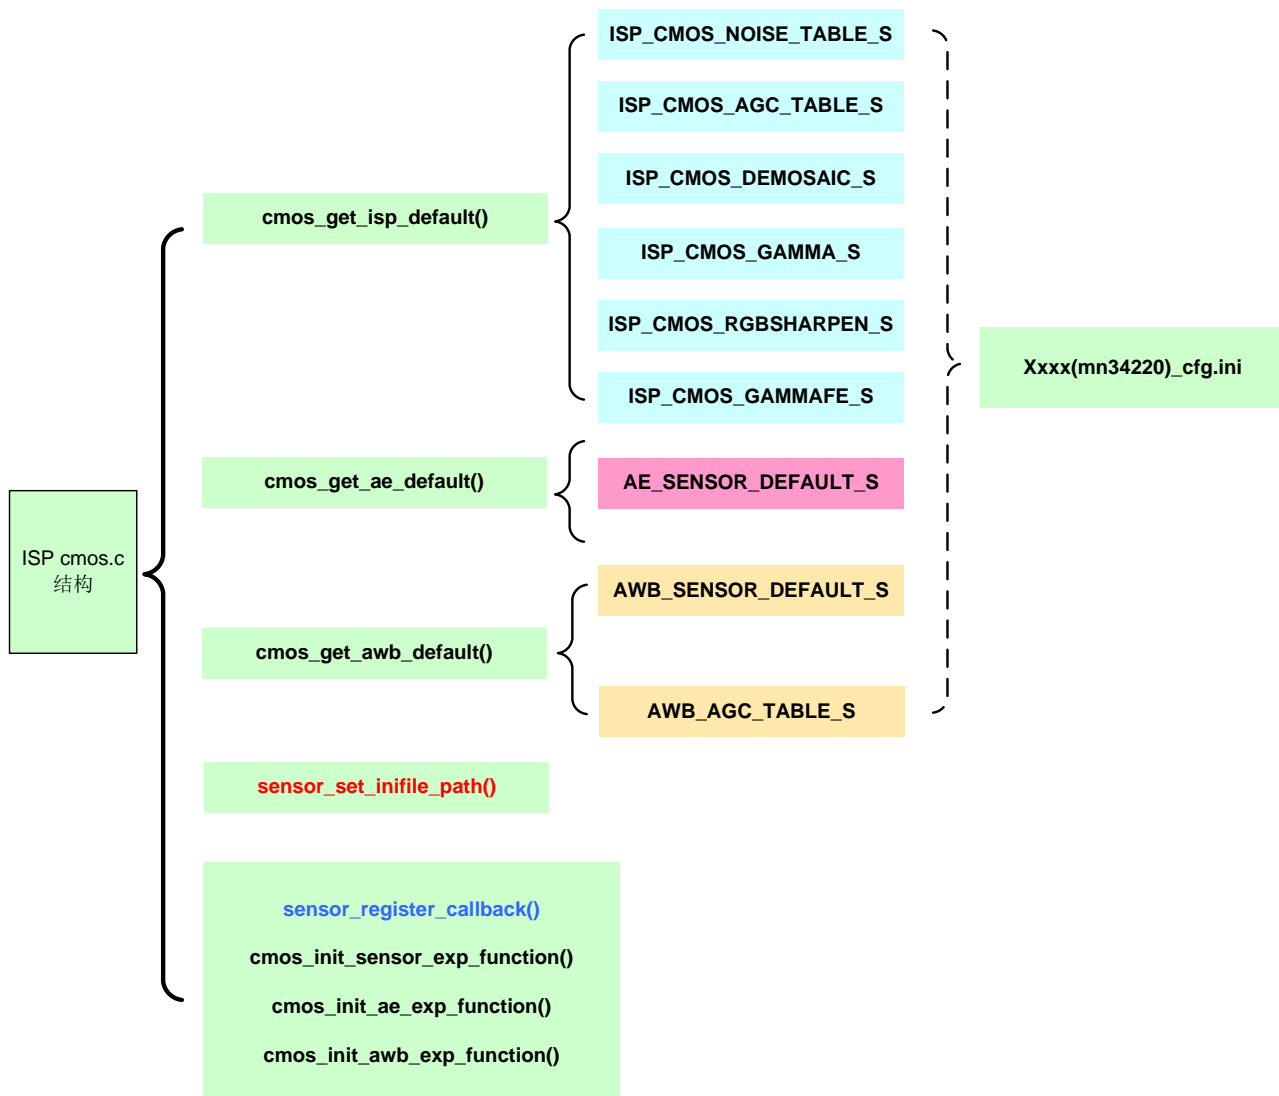 ISP cmos.c
结构
cmos_get_isp_default()
ISP_CMOS_NOISE_TABLE_S
ISP_CMOS_AGC_TABLE_S
ISP_CMOS_DEMOSAIC_S
ISP_CMOS_GAMMA_S
ISP_CMOS_RGBSHARPEN_S
ISP_CMOS_GAMMAFE_S
cmos_get_ae_default()
AE_SENSOR_DEFAULT_S
cmos_get_awb_default()
AWB_SENSOR_DEFAULT_S
AWB_AGC_TABLE_S
Xxxx(mn34220)_cfg.ini
sensor_set_inifile_path()
sensor_register_callback()
cmos_init_sensor_exp_function()
cmos_init_ae_exp_function()
cmos_init_awb_exp_function()